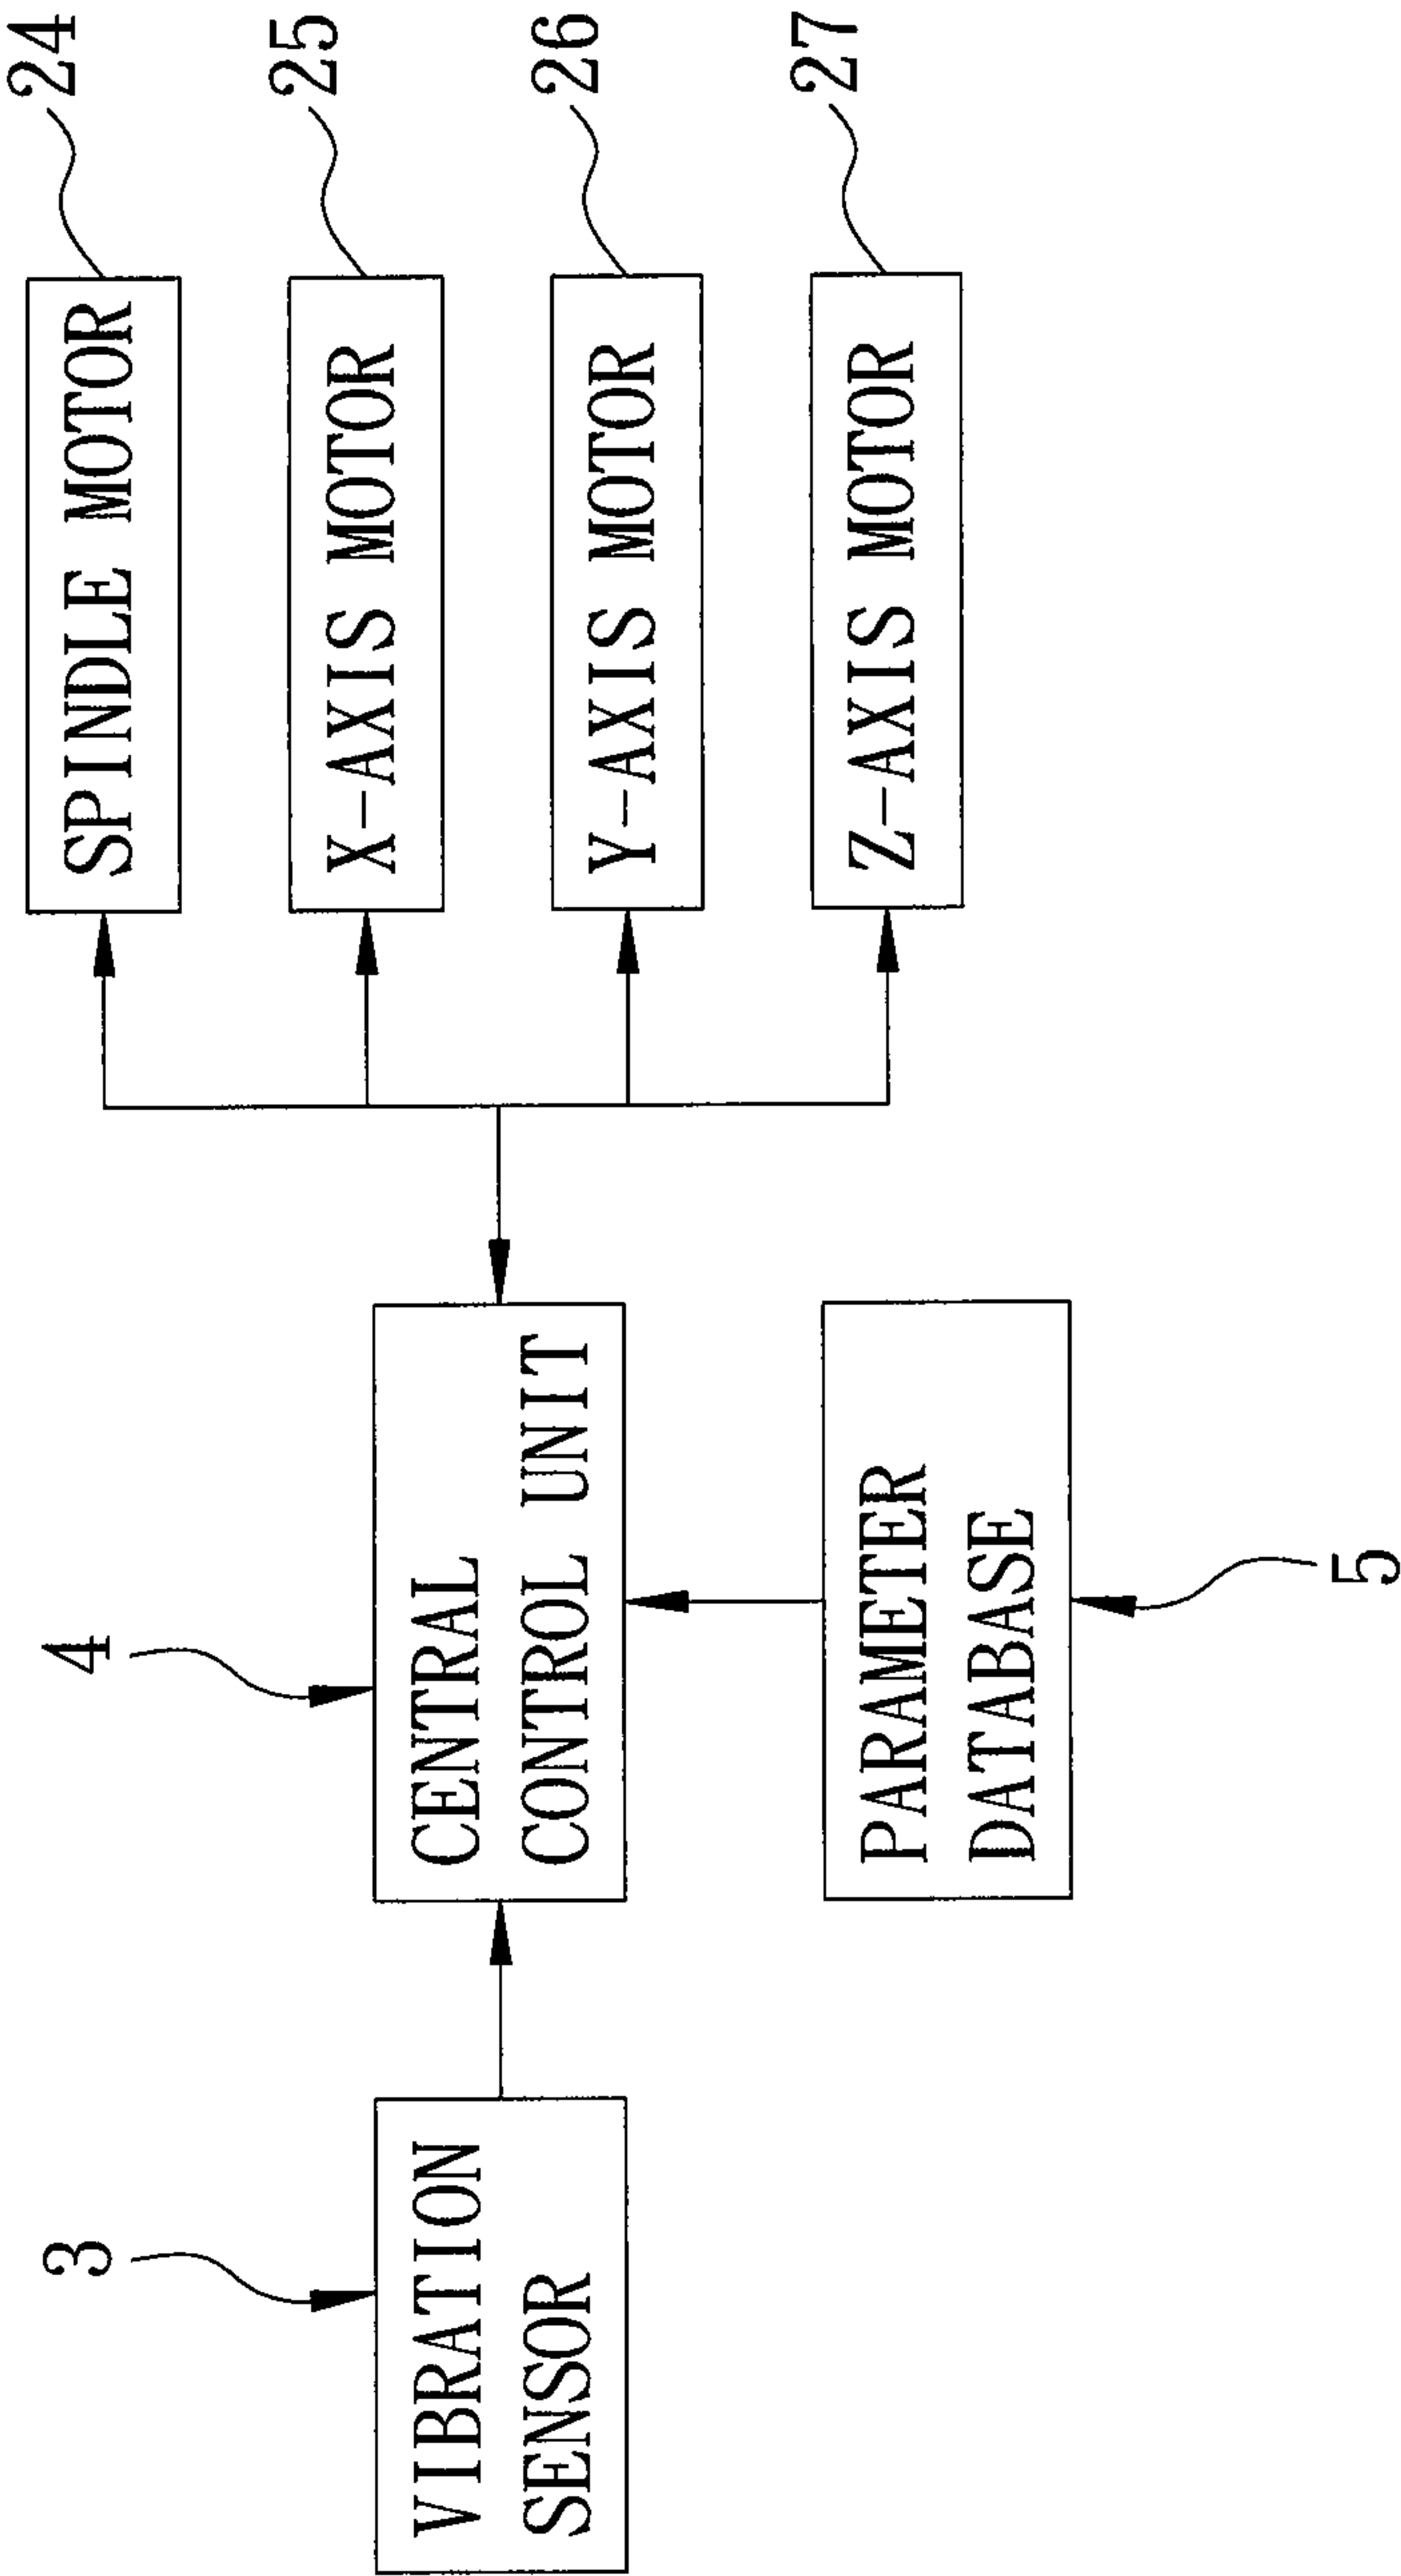 24
SPINDLE MOTOR
25
X-AXIS MOTOR
26
Y-AXIS MOTOR
27
Z-AXIS MOTOR
4
CENTRAL
CONTROL UNIT
3
VIBRATION
SENSOR
PARAMETER
DATABASE
5